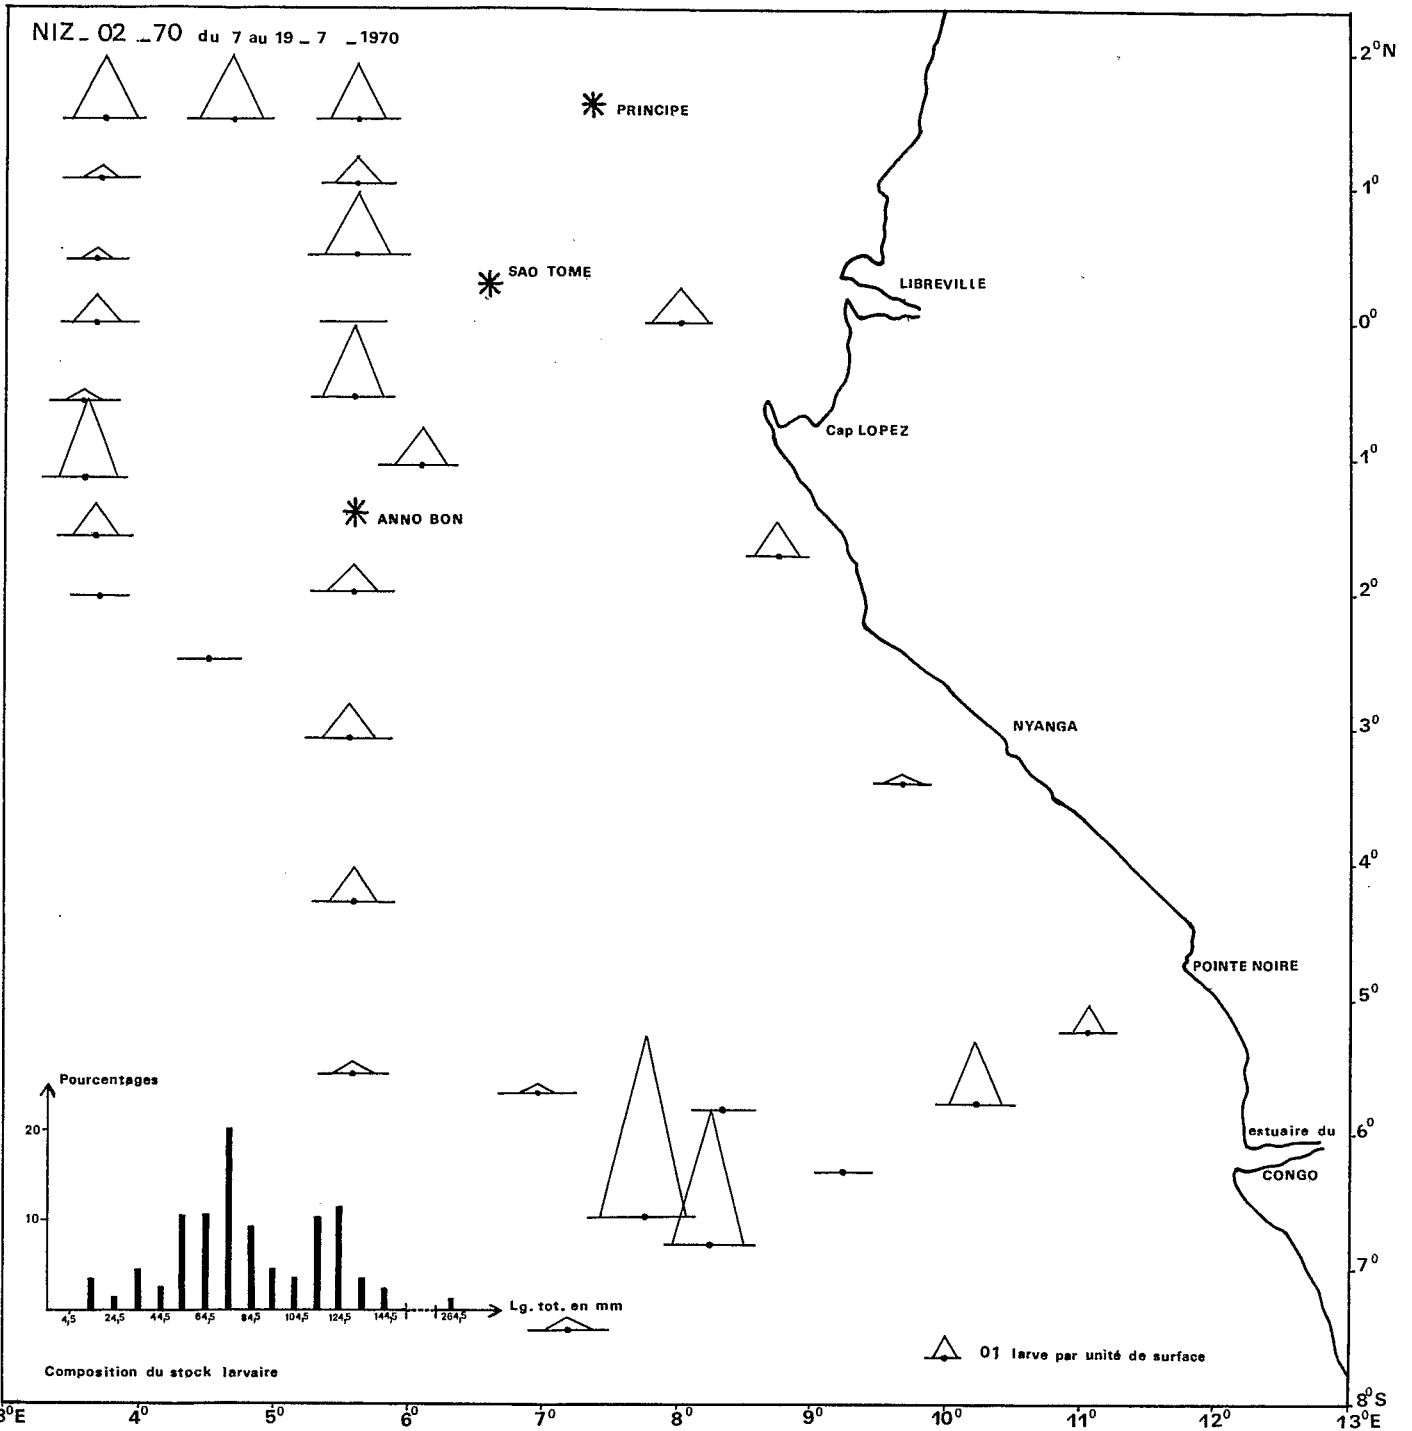 NIZ_02_70 du 7 au 19_7_1970
2°N
PRINCIPE
1°
SAO TOME
LIBREVILLE
0°
Cap LOPEZ
1°
ANNO BON
2°
NYANGA
3°
4°
POINTE NOIRE
5°
Pourcentages
20
6°
estuaire du
CONGO
10
7°
4,5 24,5 44,5 64,5 84,5 104,5 124,5 144,5 264,5
Lg. tot. en mm
01 larve par unité de surface
Composition du stock larvaire
8°S
3°E 4° 5° 6° 7° 8° 9° 10° 11° 12° 13°E